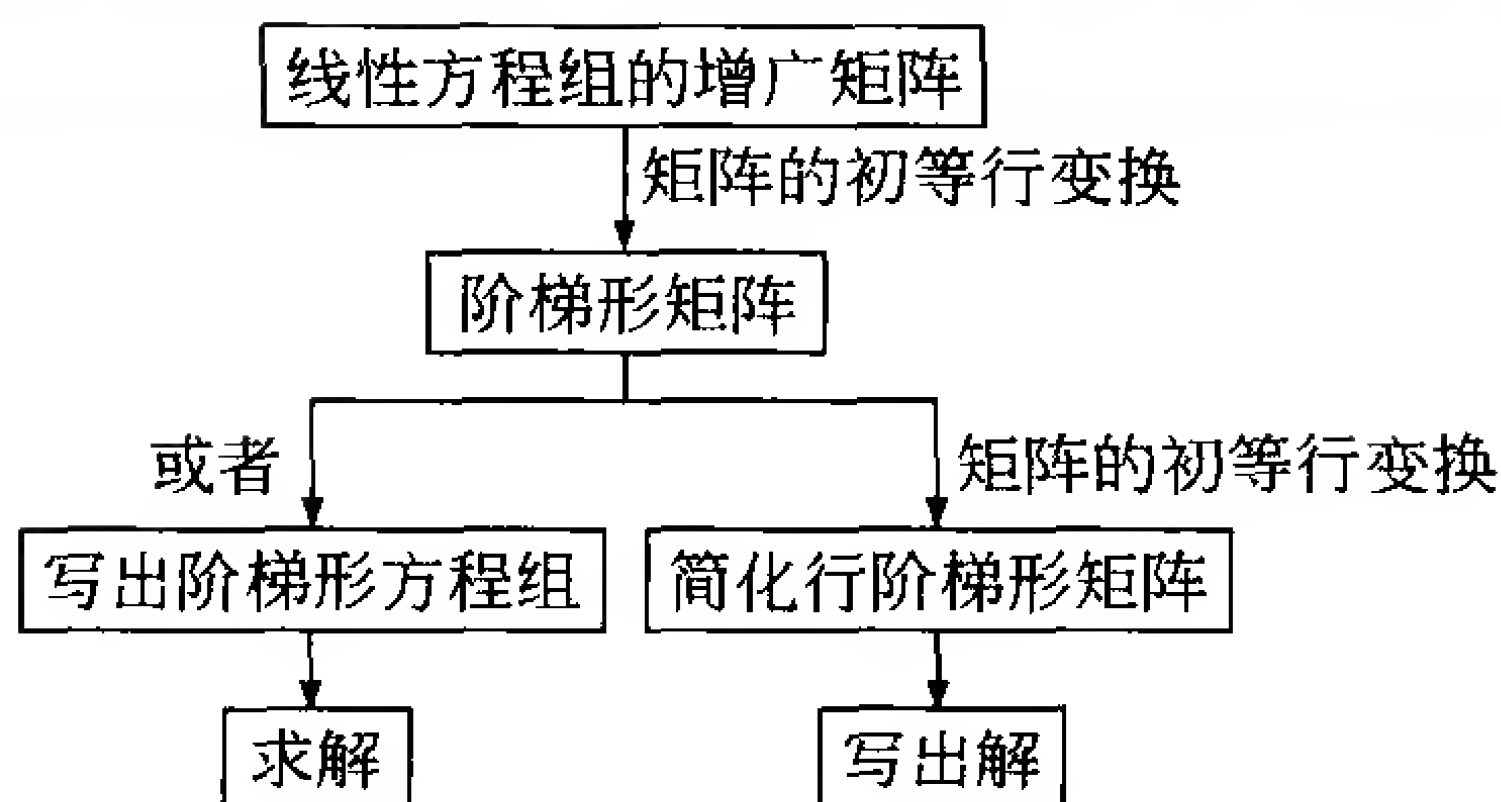 线性方程组的增广矩阵
矩阵的初等行变换
阶梯形矩阵
或者
矩阵的初等行变换
写出阶梯形方程组
简化行阶梯形矩阵
求解
写出解